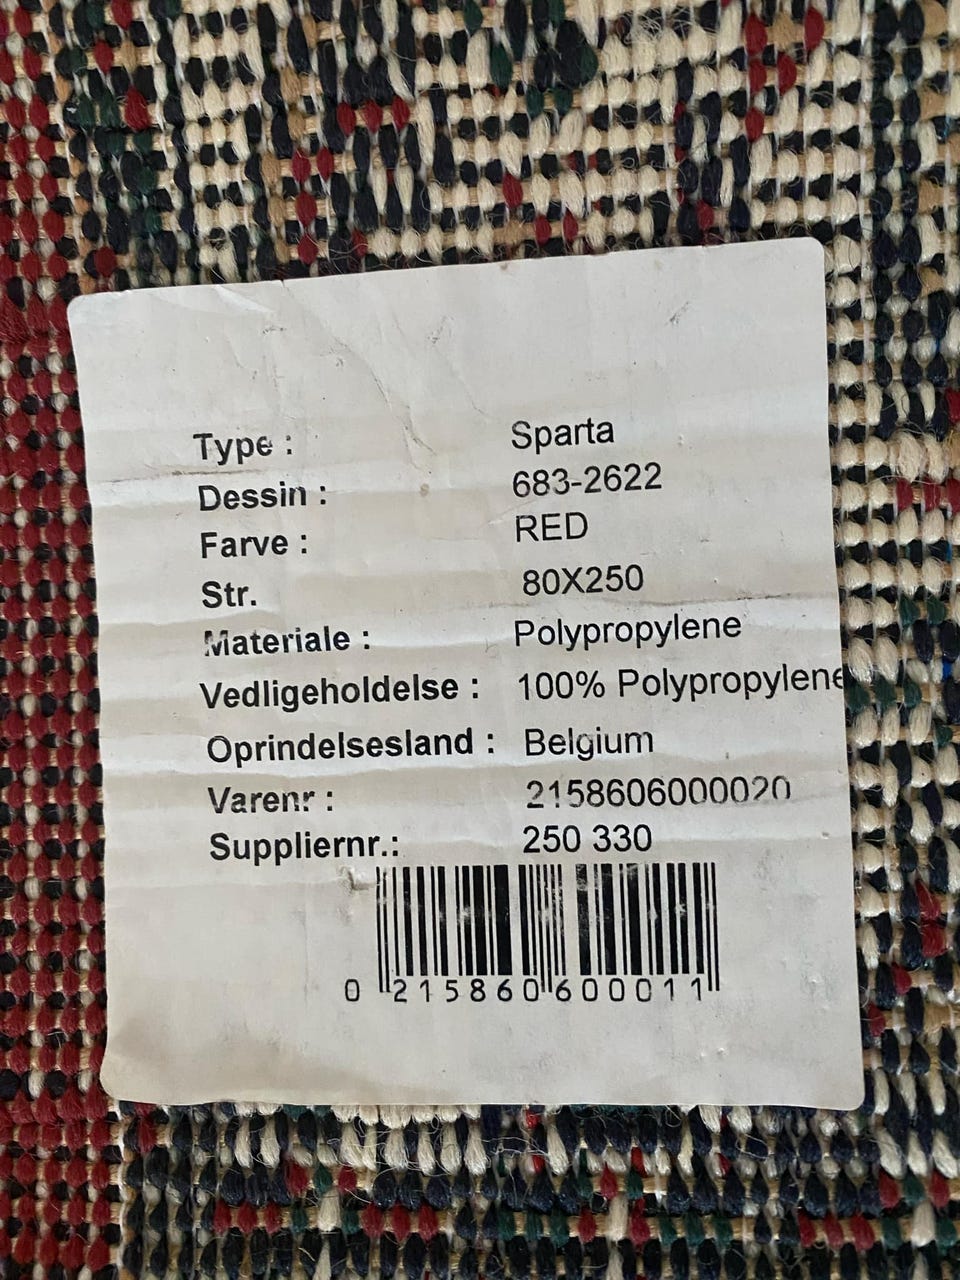 Type : Sparta
Dessin : 683-2622
Farve : RED
Str. 80X250
Materiale : Polypropylene
Vedligeholdelse : 100% Polypropylene
Oprindelsesland : Belgium
Varenr : 2158606000020
Suppliernr.: 250 330
0 215860 600011